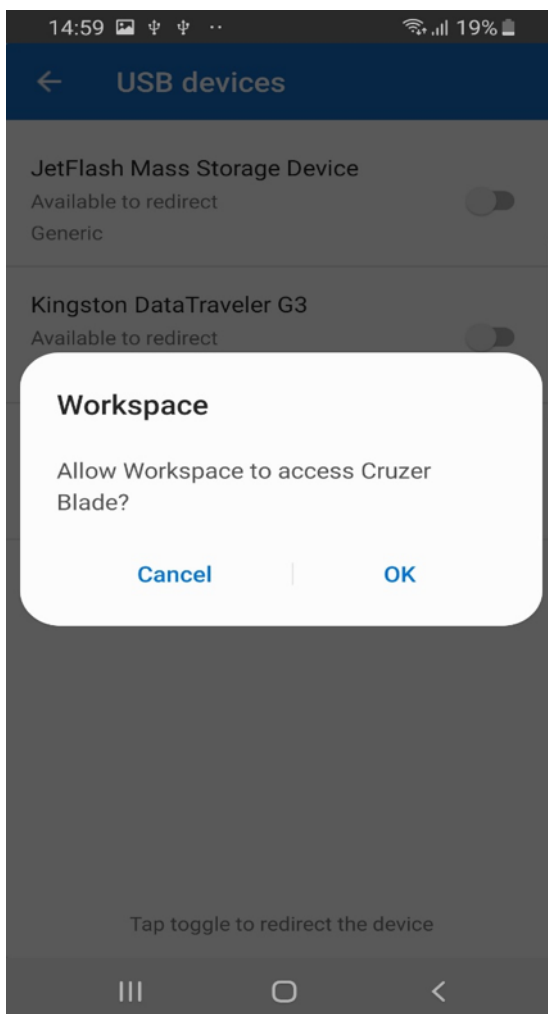 14:59 19%
USB devices
JetFlash Mass Storage Device
Available to redirect
Generic
Kingston DataTraveler G3
Available to redirect
Workspace
Allow Workspace to access Cruzer
Blade?
Cancel OK
Tap toggle to redirect the device